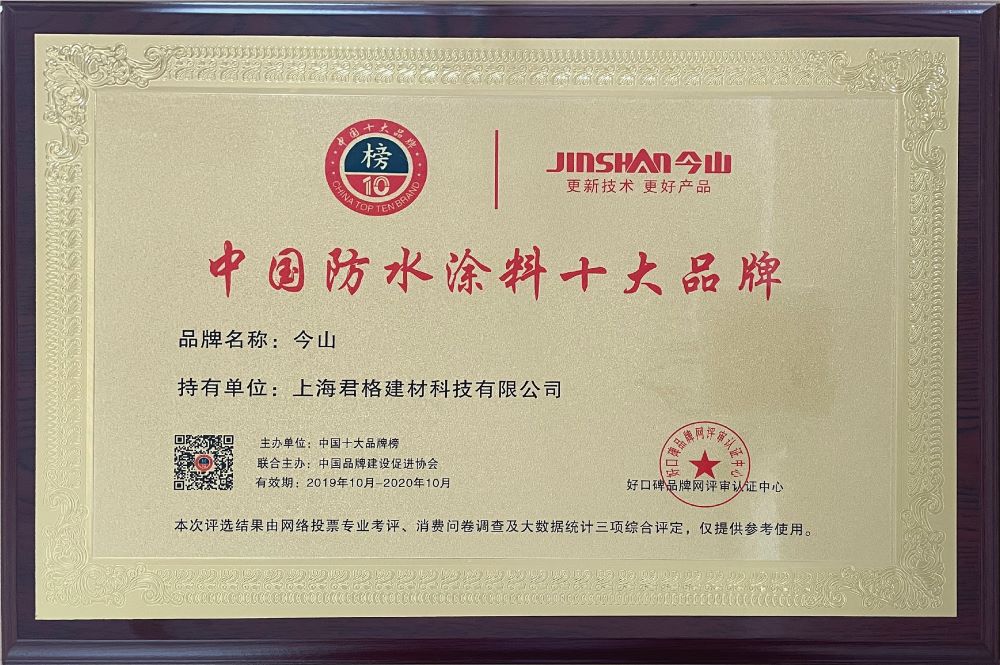 中国十大品牌
榜
10
CHINA TOP TEN BRAND
JINSHAN今山
更新技术 更好产品
中国防水涂料十大品牌
品牌名称：今山
持有单位：上海君格建材科技有限公司
主办单位：中国十大品牌榜
联合主办：中国品牌建设促进协会
有效期：2019年10月-2020年10月
好口碑品牌网评审认证中心
好口碑品牌网评审认证中心
本次评选结果由网络投票专业考评、消费问卷调查及大数据统计三项综合评定，仅提供参考使用。